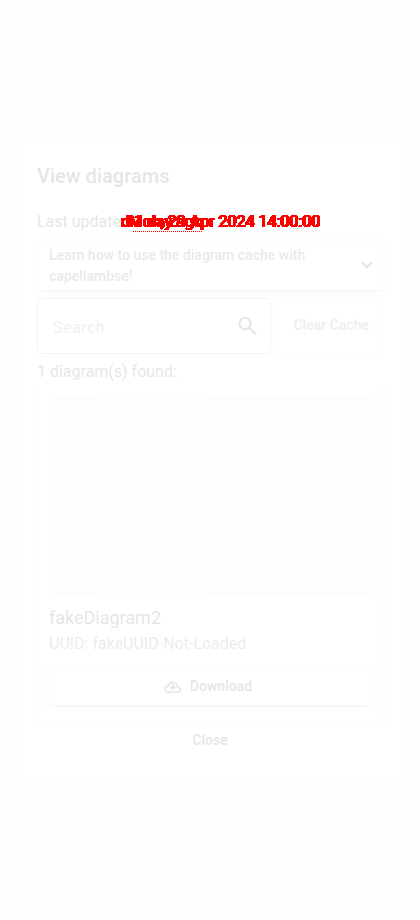 View diagrams
Last update Apr 2024 14:00:00
Learn how to use the diagram cache with
capellambse!
Search
Clear Cache
1 diagram(s) found:
fakeDiagram2
UUID: fakeUUID-Not-Loaded
Download
Close